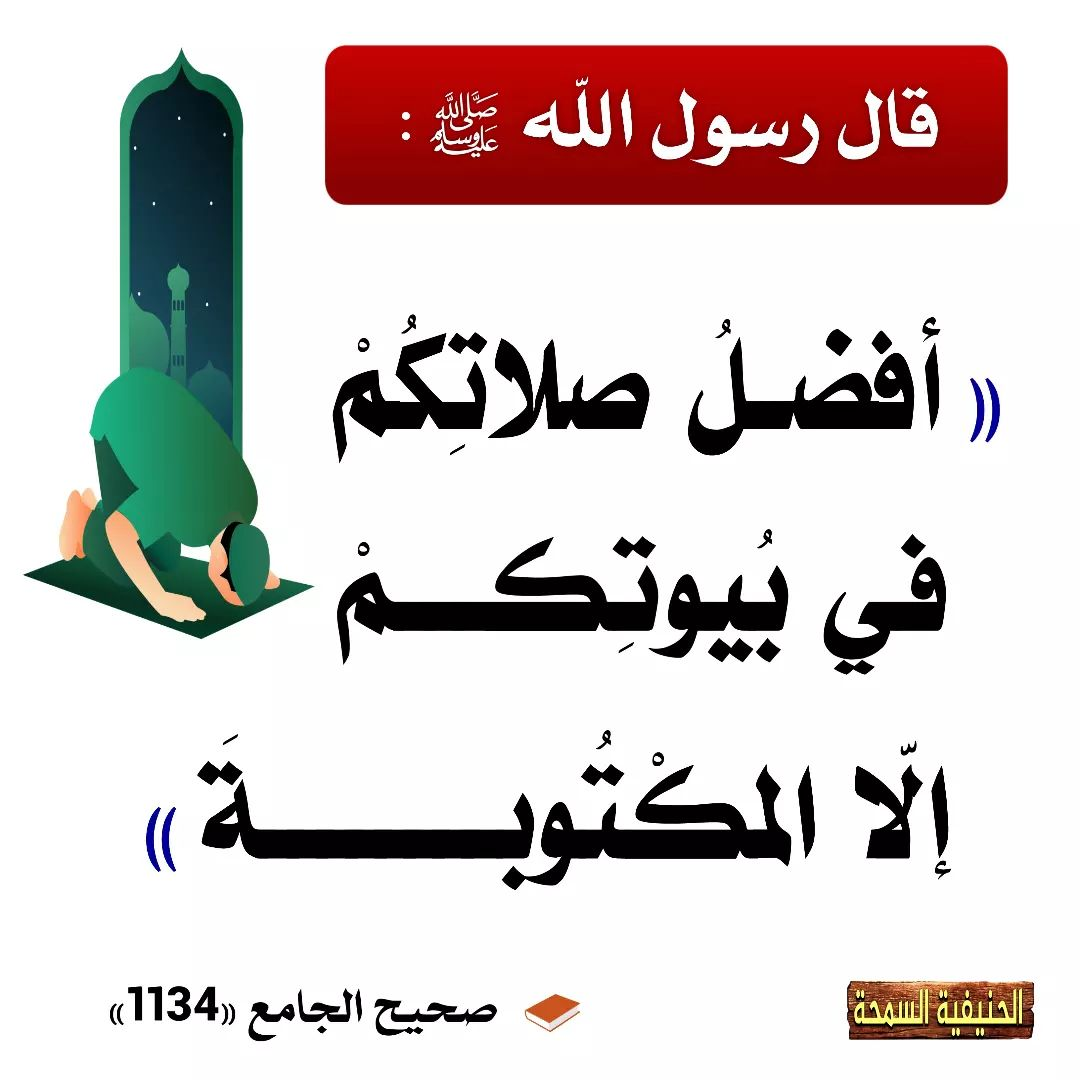 قال رسول الله ﷺ :
(( أفضلُ صلاتِكُمْ
في بُيوتِكمْ
إلّا المكْتُوبةَ ))
صحيح الجامع ((1134))
الحنيفية السمحة